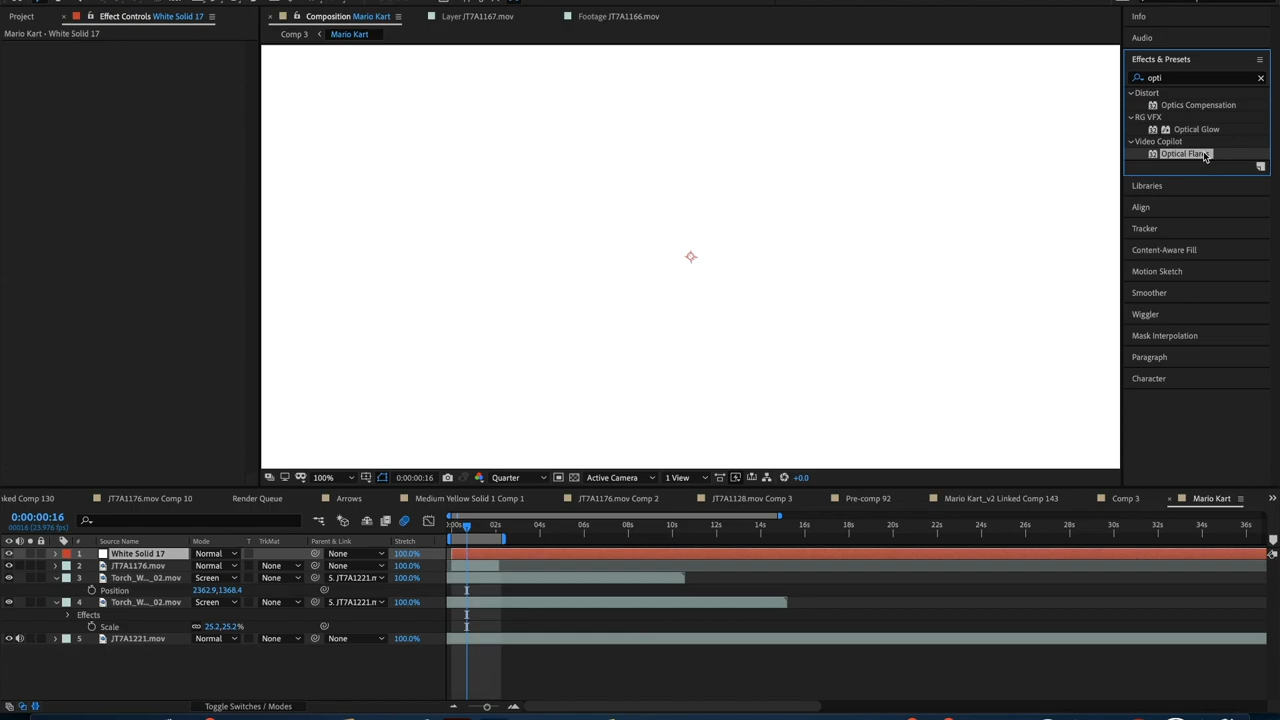 Project
Effect Controls White Solid 17
Composition Mario Kart
Layer JT7A1167.mov
Footage JT7A1166.mov
Info
Mario Kart • White Solid 17
Comp 3
Mario Kart
Audio
Effects & Presets
opti
Distort
Optics Compensation
RG VFX
Optical Glow
Video Copilot
Optical Flares
Libraries
Align
Tracker
Content-Aware Fill
Motion Sketch
Smoother
Wiggler
Mask Interpolation
Paragraph
Character
100%
0:00:00:16
Quarter
Active Camera
1 View
+0.0
ked Comp 130
JT7A1176.mov Comp 10
Render Queue
Arrows
Medium Yellow Solid 1 Comp 1
JT7A1176.mov Comp 2
JT7A1128.mov Comp 3
Pre-comp 92
Mario Kart_v2 Linked Comp 143
Comp 3
Mario Kart
0:00:00:16
00016 (23.976 fps)
:00s 02s 04s 06s 08s 10s 12s 14s 16s 18s 20s 22s 24s 26s 28s 30s 32s 34s 36s
# Source Name Mode T TrkMat Parent & Link Stretch
1 White Solid 17 Normal None 100.0%
2 JT7A1176.mov Normal None None 100.0%
3 Torch_W..._02.mov Screen None 5. JT7A1221.m 100.0%
Position 2362.9,1368.4
4 Torch_W..._02.mov Screen None 5. JT7A1221.m 100.0%
Effects
Scale 25.2,25.2%
5 JT7A1221.mov Normal None None 100.0%
Toggle Switches / Modes